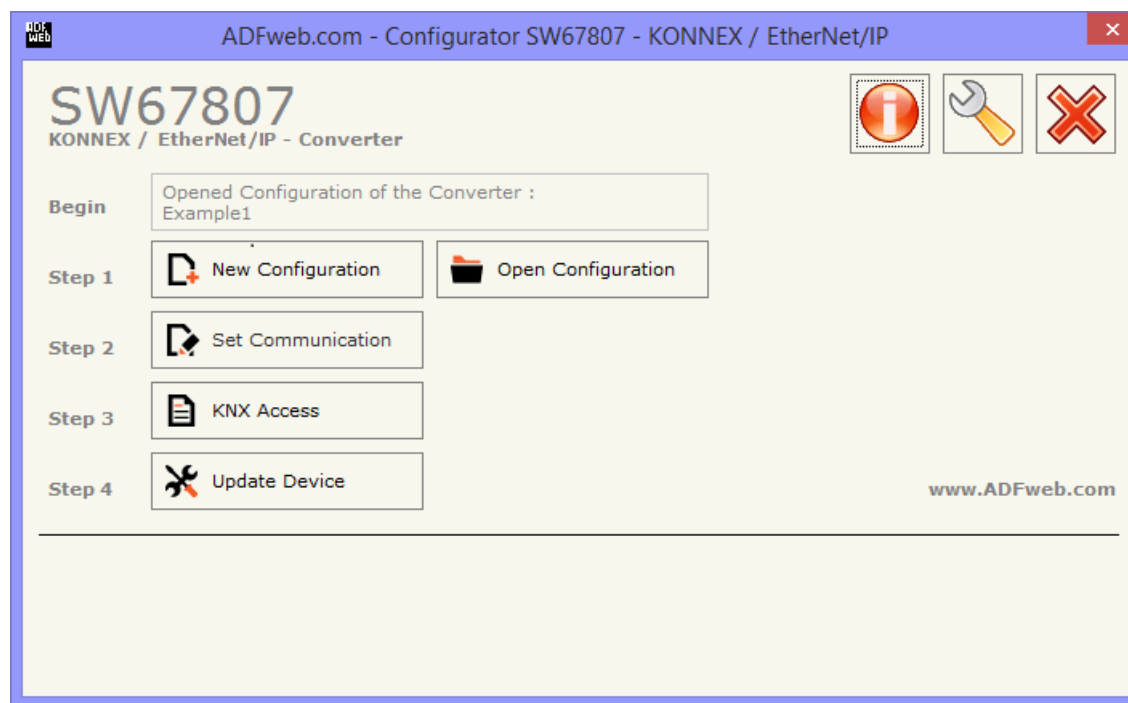 ADF
WEB
ADFweb.com - Configurator SW67807 - KONNEX / EtherNet/IP
SW67807
KONNEX / EtherNet/IP - Converter
Begin
Opened Configuration of the Converter :
Example1
Step 1
New Configuration
Open Configuration
Step 2
Set Communication
Step 3
KNX Access
Step 4
Update Device
www.ADFweb.com